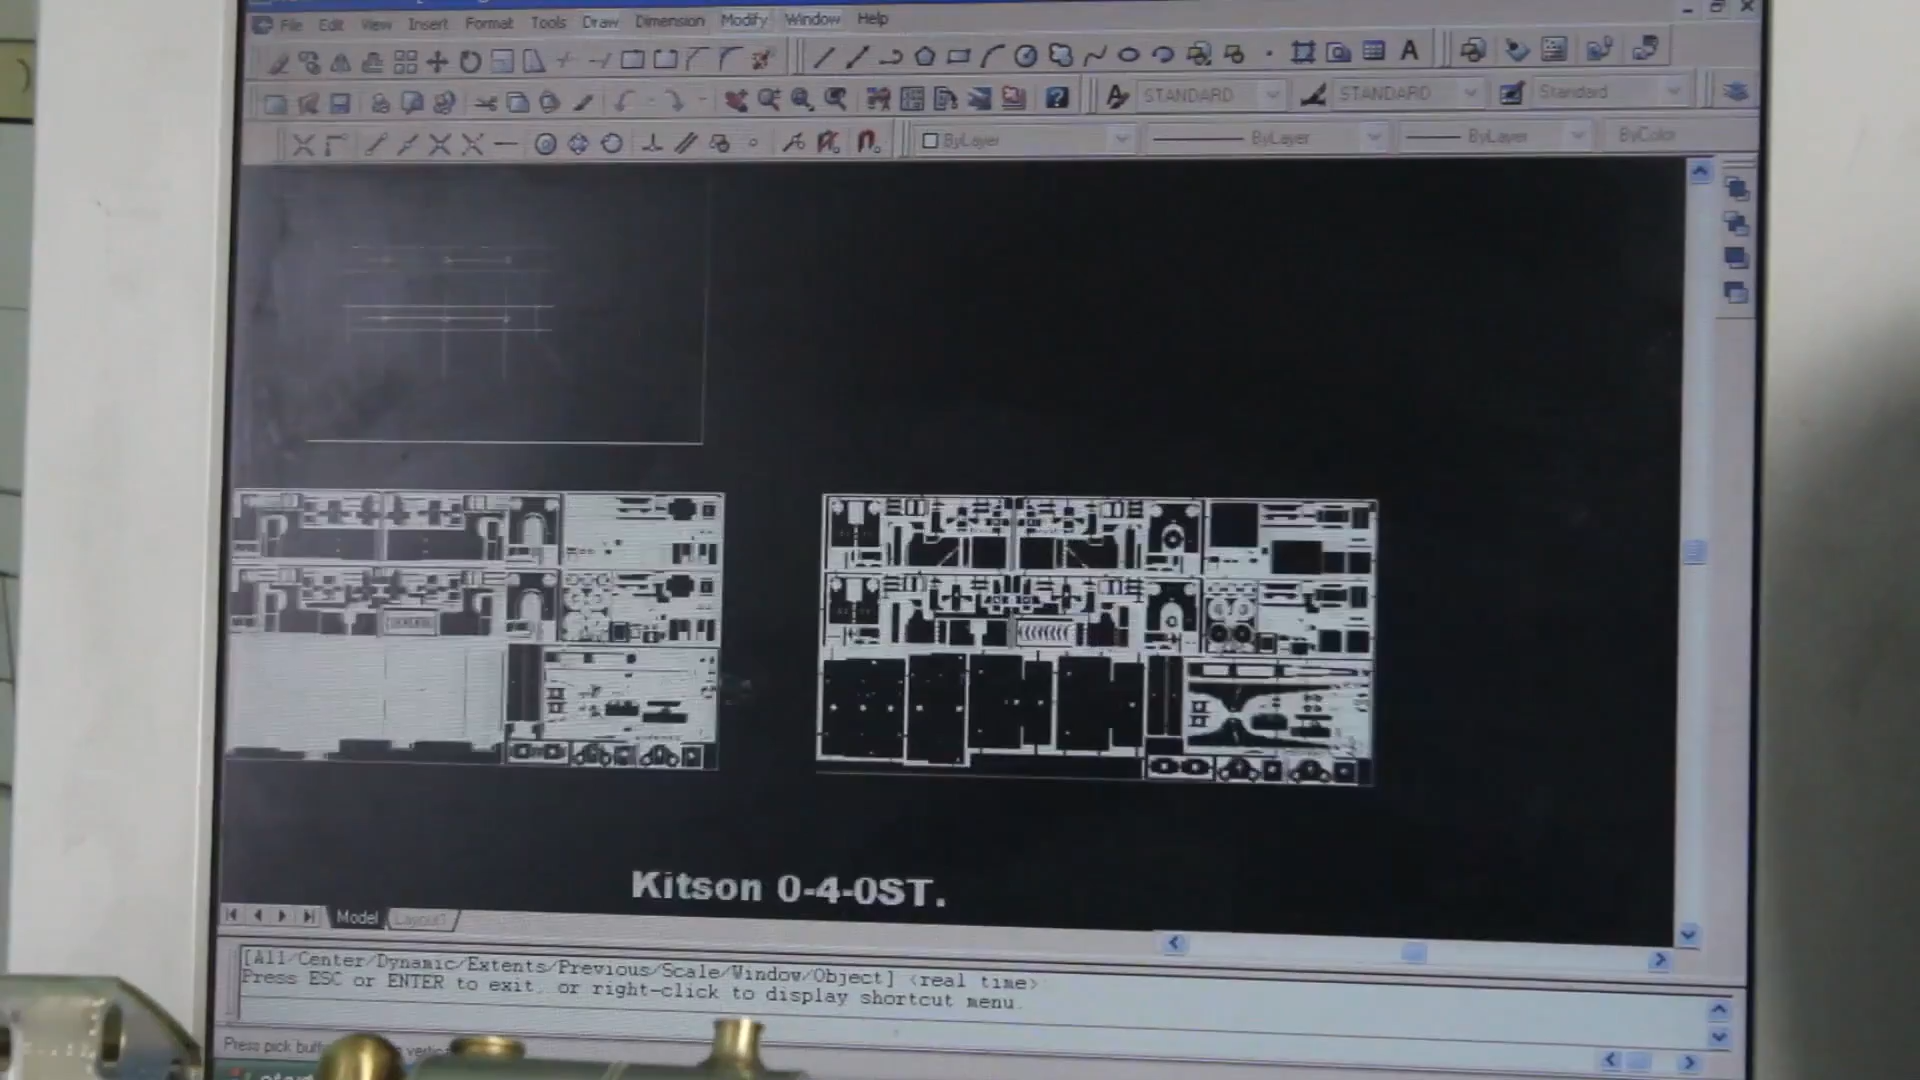 File Edit View Insert Format Tools Draw Dimension Modify Window Help
A STANDARD STANDARD Standard
ByLayer ByLayer ByLayer ByColor
Kitson 0-4-0ST.
Model Layout1
[All/Center/Dynamic/Extents/Previous/Scale/Window/Object] <real time>
Press ESC or ENTER to exit, or right-click to display shortcut menu.
Press pick